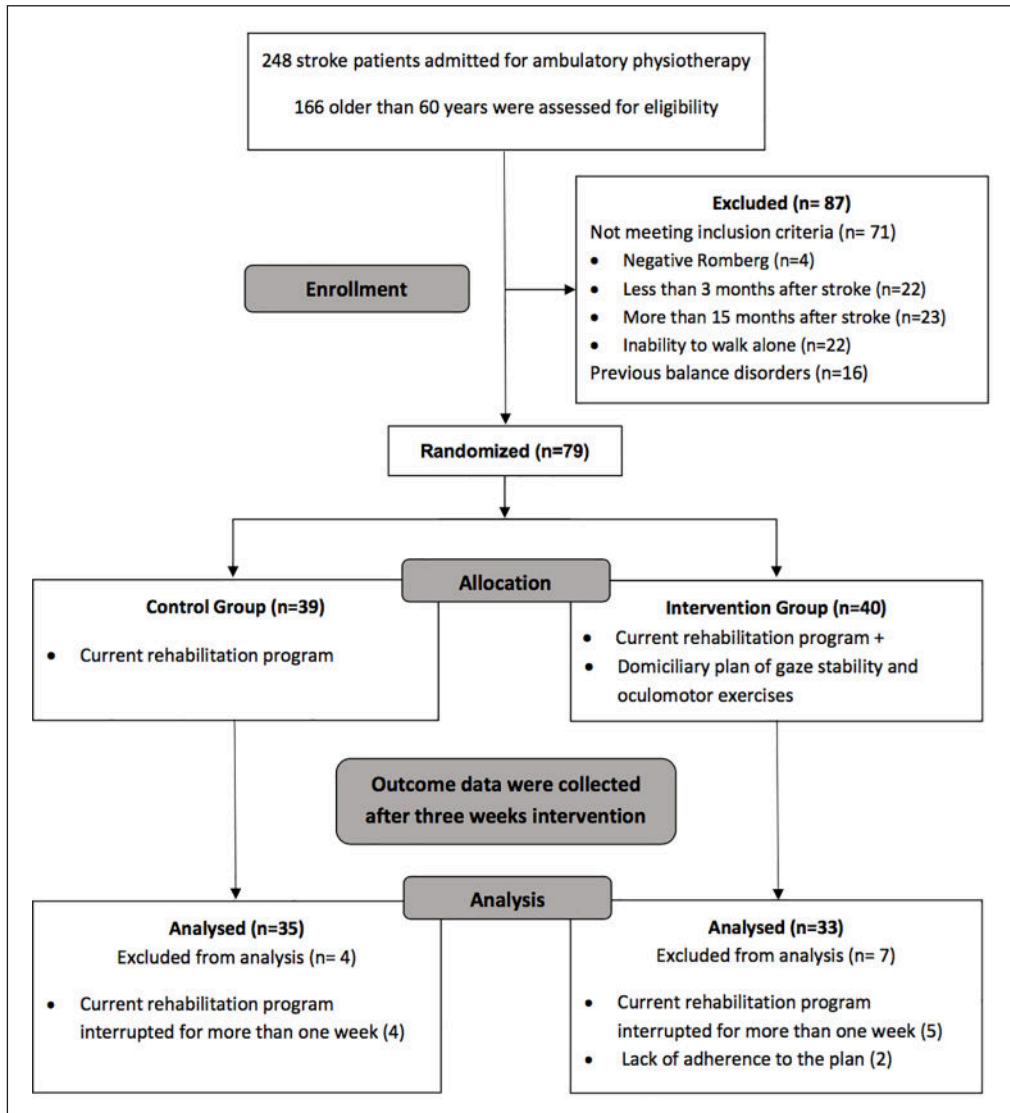 248 stroke patients admitted for ambulatory physiotherapy
166 older than 60 years were assessed for eligibility
Excluded (n= 87)
Not meeting inclusion criteria (n= 71)
• Negative Romberg (n=4)
• Less than 3 months after stroke (n=22)
• More than 15 months after stroke (n=23)
• Inability to walk alone (n=22)
Previous balance disorders (n=16)
Enrollment
Randomized (n=79)
Allocation
Control Group (n=39)
• Current rehabilitation program
Intervention Group (n=40)
• Current rehabilitation program +
• Domiciliary plan of gaze stability and
oculomotor exercises
Outcome data were collected
after three weeks intervention
Analysis
Analysed (n=35)
Excluded from analysis (n= 4)
• Current rehabilitation program
interrupted for more than one week (4)
Analysed (n=33)
Excluded from analysis (n= 7)
• Current rehabilitation program
interrupted for more than one week (5)
• Lack of adherence to the plan (2)